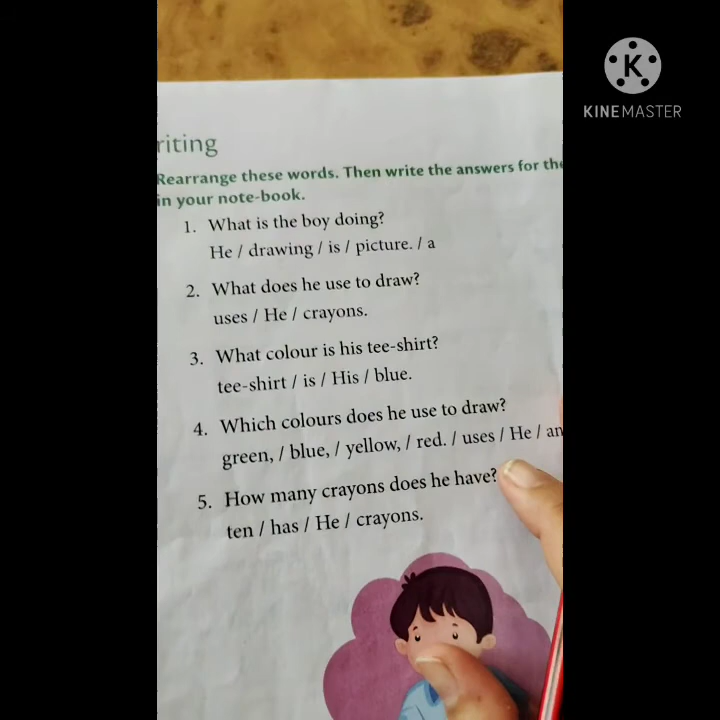 KINEMASTER
riting
Rearrange these words. Then write the answers for the
in your note-book.
1. What is the boy doing?
He / drawing / is / picture. / a
2. What does he use to draw?
uses / He / crayons.
3. What colour is his tee-shirt?
tee-shirt / is / His / blue.
4. Which colours does he use to draw?
green, / blue, / yellow, / red. / uses / He / an
5. How many crayons does he have?
ten / has / He / crayons.